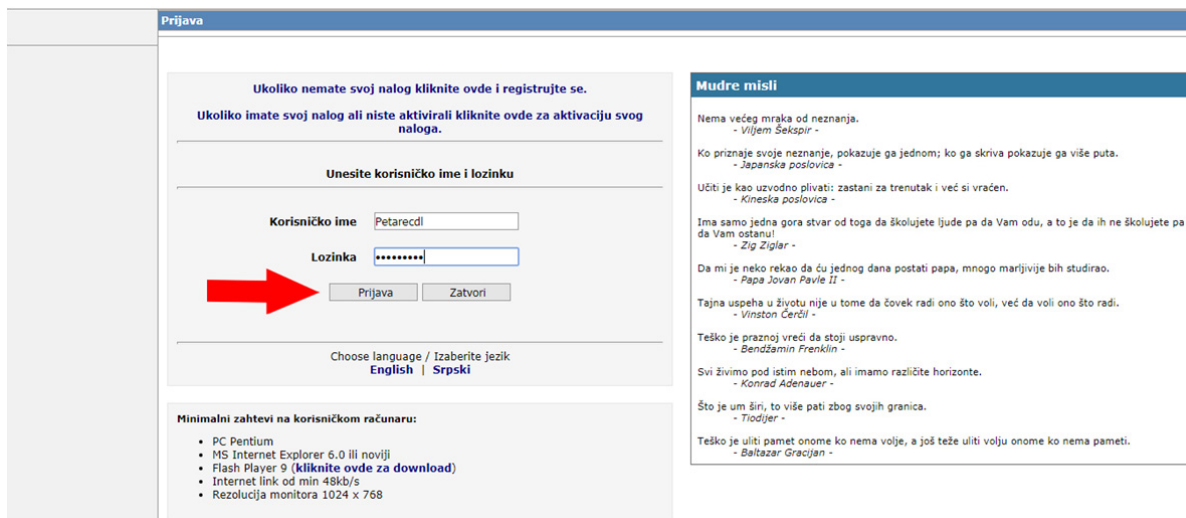 Prijava
Ukoliko nemate svoj nalog kliknite ovde i registrujte se.
Ukoliko imate svoj nalog ali niste aktivirali kliknite ovde za aktivaciju svog
naloga.
Unesite korisničko ime i lozinku
Korisničko ime Petarecdl
Lozinka •••••••••
Prijava Zatvori
Choose language / Izaberite jezik
English | Srpski
Minimalni zahtevi na korisničkom računaru:
• PC Pentium
• MS Internet Explorer 6.0 ili noviji
• Flash Player 9 (kliknite ovde za download)
• Internet link od min 48kb/s
• Rezolucija monitora 1024 x 768
Mudre misli
Nema većeg mraka od neznanja.
- Viljem Šekspir -
Ko priznaje svoje neznanje, pokazuje ga jednom; ko ga skriva pokazuje ga više puta.
- Japanska poslovica -
Učiti je kao uzvodno plivati: zastani za trenutak i već si vraćen.
- Kineska poslovica -
Ima samo jedna gora stvar od toga da školujete ljude pa da Vam odu, a to je da ih ne školujete pa
da Vam ostanu!
- Zig Ziglar -
Da mi je neko rekao da ću jednog dana postati papa, mnogo marljivije bih studirao.
- Papa Jovan Pavle II -
Tajna uspeha u životu nije u tome da čovek radi ono što voli, već da voli ono što radi.
- Vinston Čerčil -
Teško je praznoj vreći da stoji uspravno.
- Bendžamin Frenklin -
Svi živimo pod istim nebom, ali imamo različite horizonte.
- Konrad Adenauer -
Što je um širi, to više pati zbog svojih granica.
- Tiodijer -
Teško je uliti pamet onome ko nema volje, a još teže uliti volju onome ko nema pameti.
- Baltazar Gracijan -